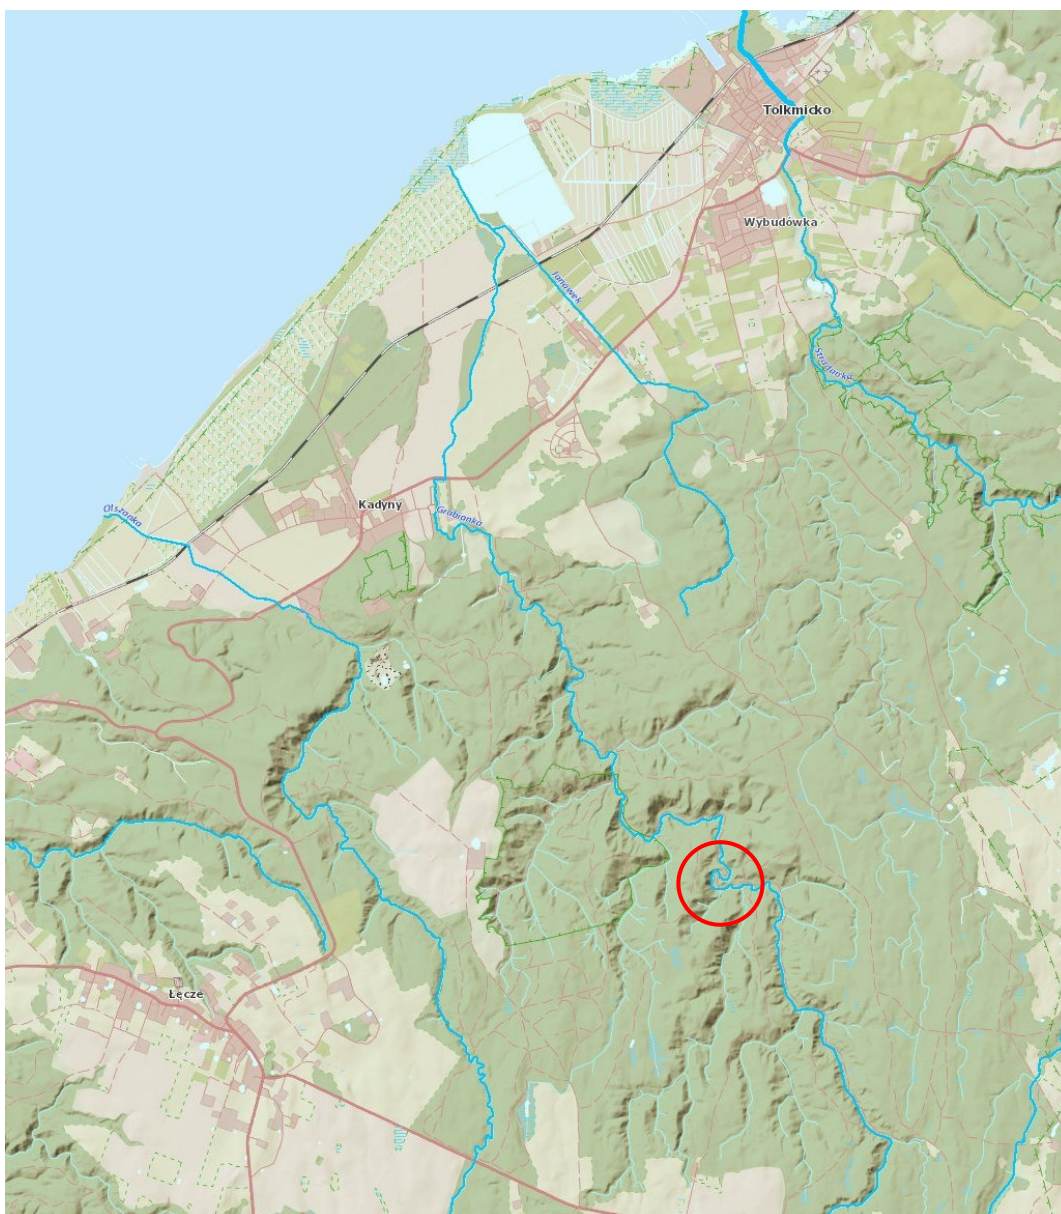 Tolkmicko
Wybudówka
Janówek
Stradanka
Kadyny
Grabianka
Olszanka
Łęcze